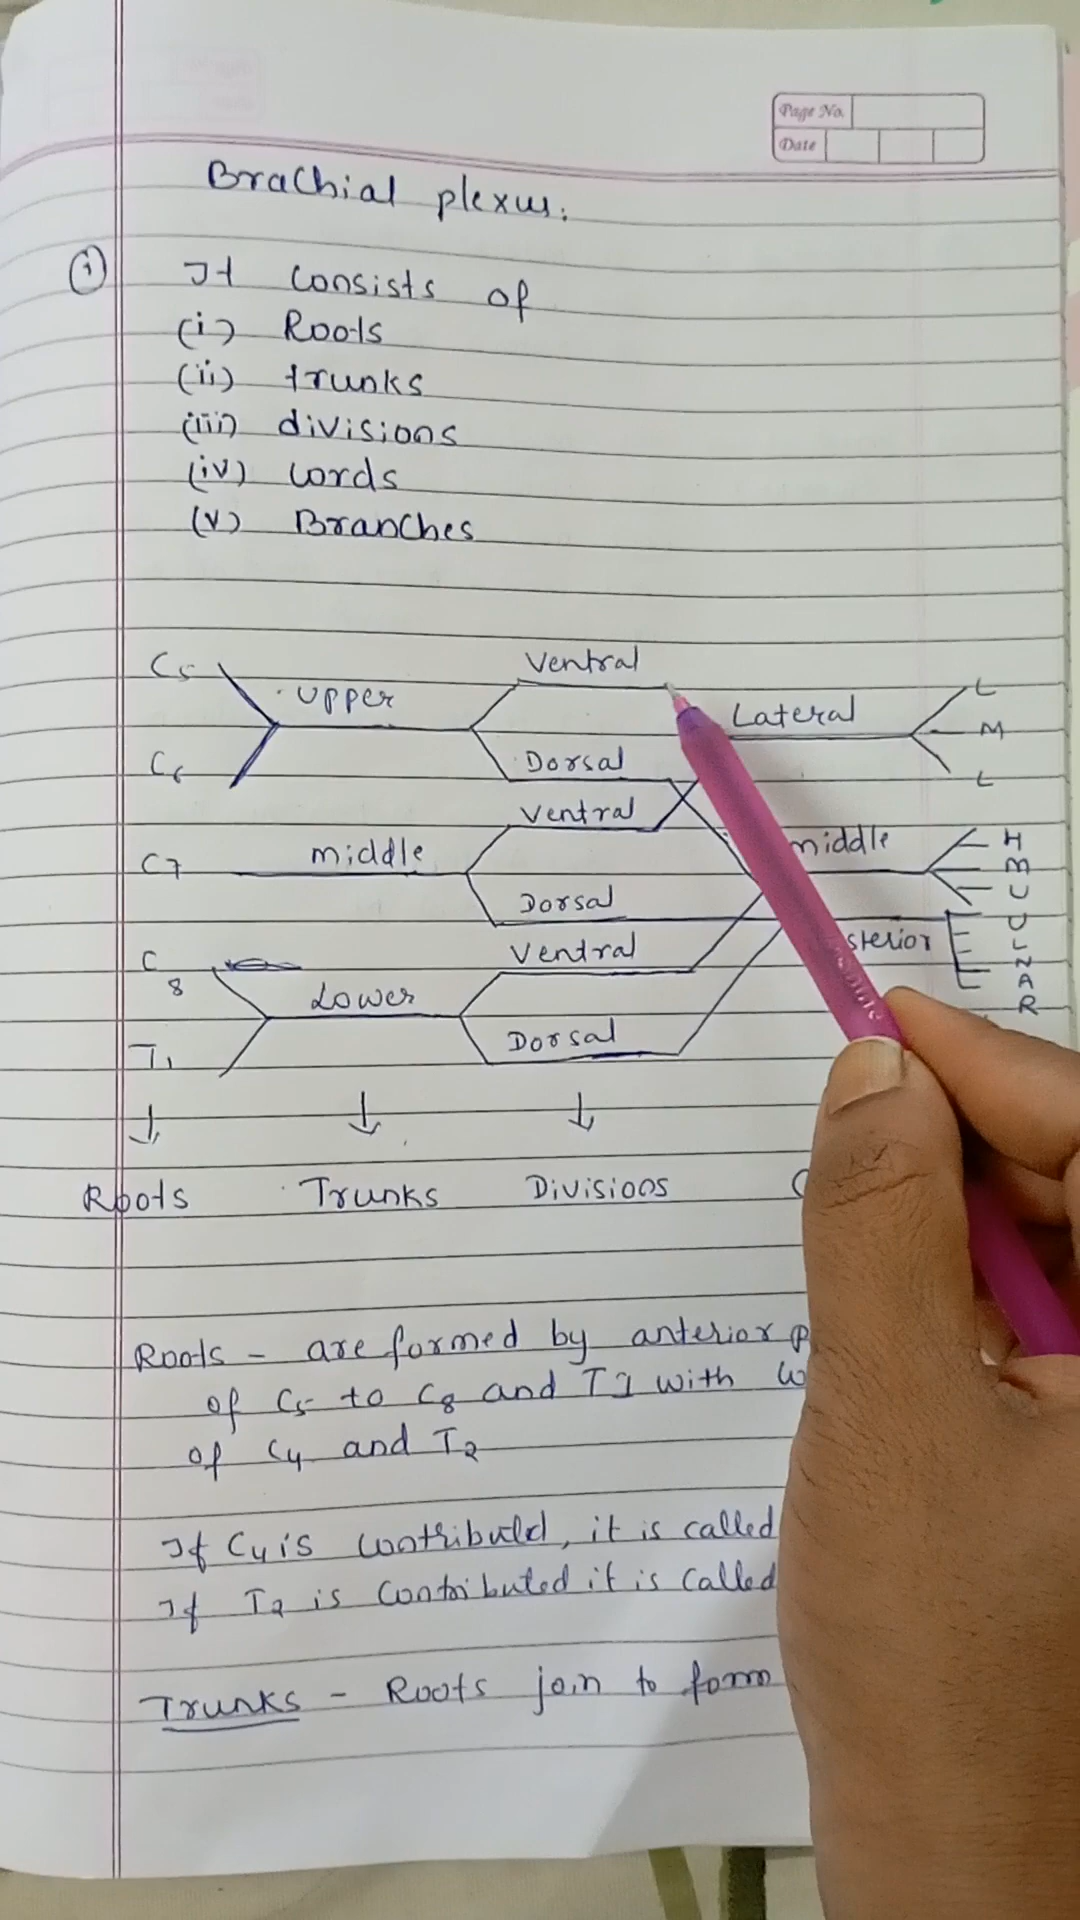 Page No.
Date
Brachial plexus.
① It consists of
(i) Roots
(ii) trunks
(iii) divisions
(iv) cords
(v) Branches
C5 Upper Ventral Lateral L
M
C6 Dorsal L
Ventral
C7 middle middle H
M
U
Dorsal
C8 Ventral sterior ULNAR
Lower
T1 Dorsal
Roots Trunks Divisions C
Roots - are formed by anterior p
of C5 to C8 and T1 with
of C4 and T2
If C4 is contributed, it is called
If T2 is contributed it is called
Trunks - Roots join to form